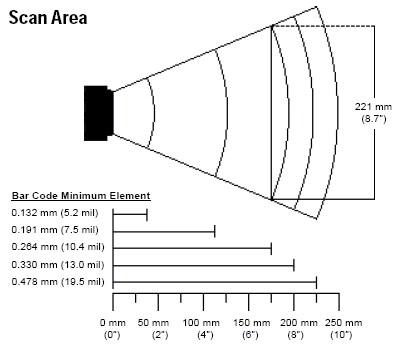 Scan Area
221 mm
(8.7")
Bar Code Minimum Element
0.132 mm (5.2 mil)
0.191 mm (7.5 mil)
0.264 mm (10.4 mil)
0.330 mm (13.0 mil)
0.478 mm (19.5 mil)
0 mm 50 mm 100 mm 150 mm 200 mm 250 mm
(0") (2") (4") (6") (8") (10")